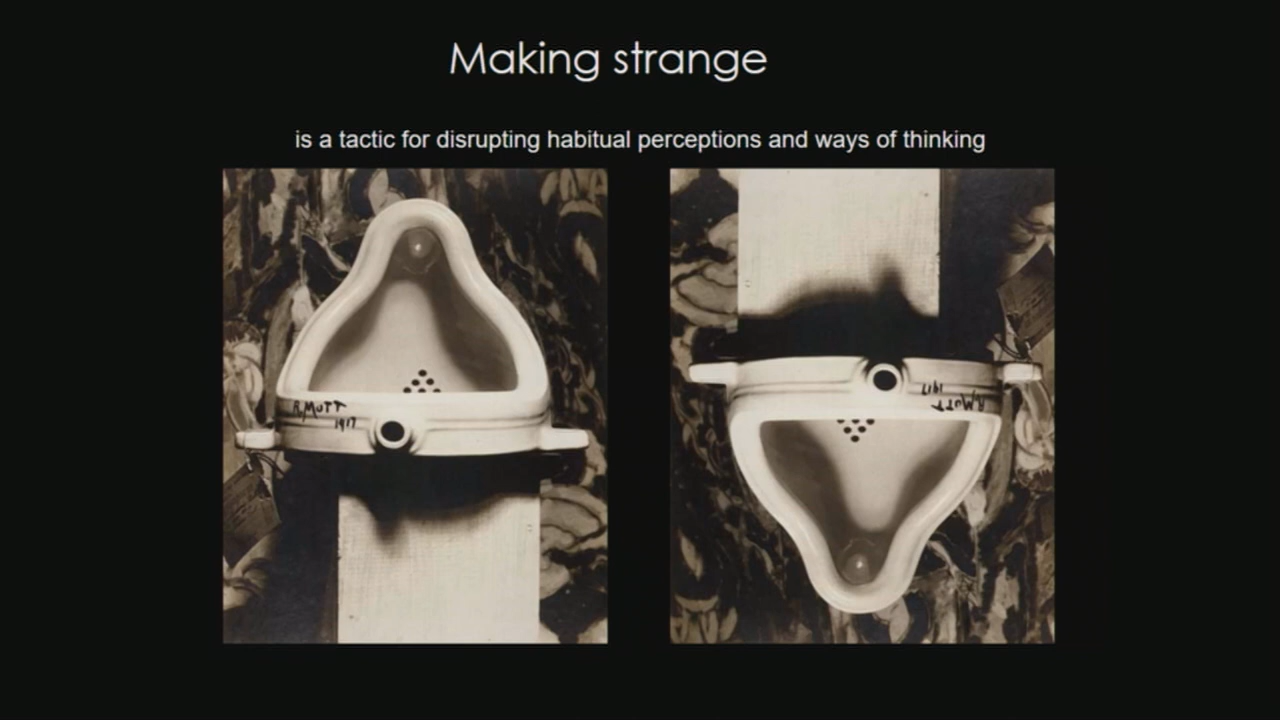 Making strange
is a tactic for disrupting habitual perceptions and ways of thinking
R.MUTT
1917
1917
R.MUTT